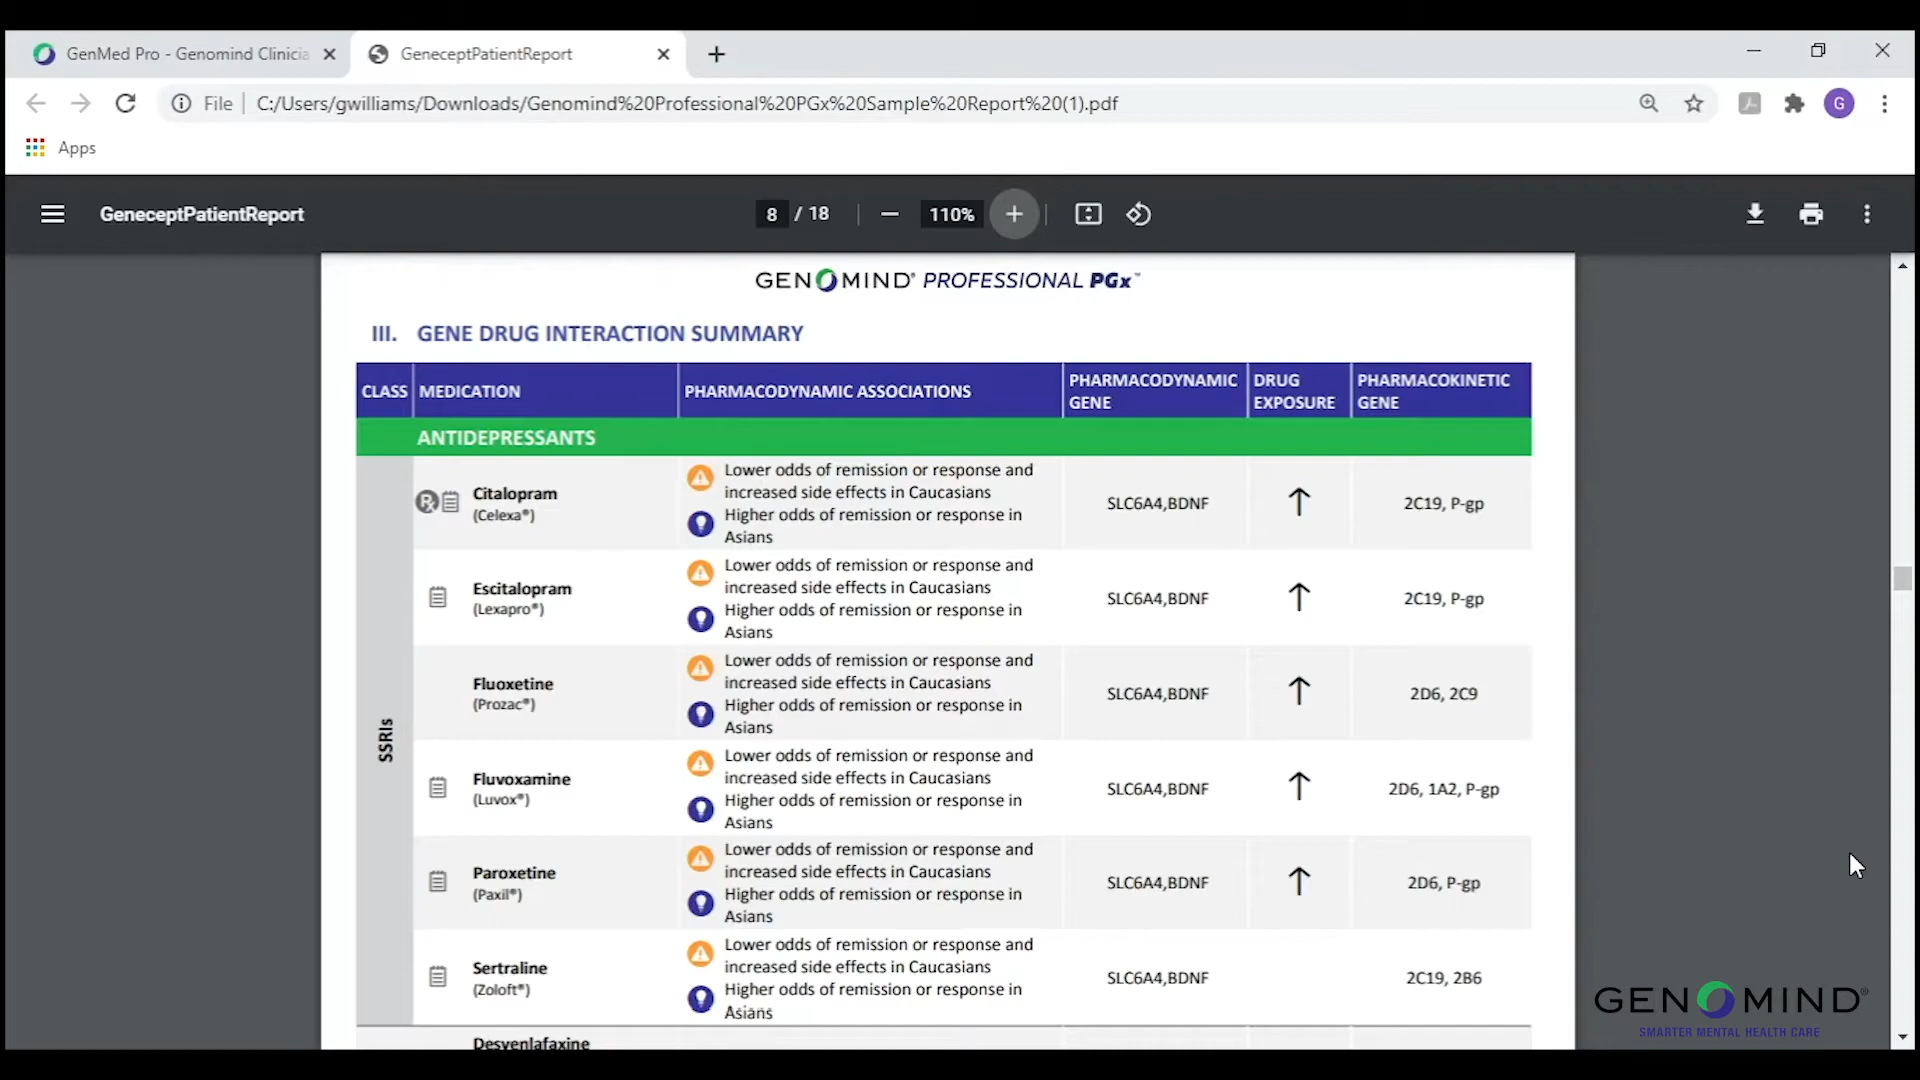 GenMed Pro - Genomind Clinicia
GeneceptPatientReport
File
C:/Users/gwilliams/Downloads/Genomind%20Professional%20PGx%20Sample%20Report%20(1).pdf
G
Apps
GeneceptPatientReport
8 / 18
110%
GENOMIND® PROFESSIONAL PGx™
III. GENE DRUG INTERACTION SUMMARY
CLASS
MEDICATION
PHARMACODYNAMIC ASSOCIATIONS
PHARMACODYNAMIC
GENE
DRUG
EXPOSURE
PHARMACOKINETIC
GENE
ANTIDEPRESSANTS
SSRIs
Rx
Citalopram
(Celexa®)
Lower odds of remission or response and
increased side effects in Caucasians
Higher odds of remission or response in
Asians
SLC6A4,BDNF
↑
2C19, P-gp
Escitalopram
(Lexapro®)
Lower odds of remission or response and
increased side effects in Caucasians
Higher odds of remission or response in
Asians
SLC6A4,BDNF
↑
2C19, P-gp
Fluoxetine
(Prozac®)
Lower odds of remission or response and
increased side effects in Caucasians
Higher odds of remission or response in
Asians
SLC6A4,BDNF
↑
2D6, 2C9
Fluvoxamine
(Luvox®)
Lower odds of remission or response and
increased side effects in Caucasians
Higher odds of remission or response in
Asians
SLC6A4,BDNF
↑
2D6, 1A2, P-gp
Paroxetine
(Paxil®)
Lower odds of remission or response and
increased side effects in Caucasians
Higher odds of remission or response in
Asians
SLC6A4,BDNF
↑
2D6, P-gp
Sertraline
(Zoloft®)
Lower odds of remission or response and
increased side effects in Caucasians
Higher odds of remission or response in
Asians
SLC6A4,BDNF
2C19, 2B6
Desvenlafaxine
GENOMIND®
SMARTER MENTAL HEALTH CARE